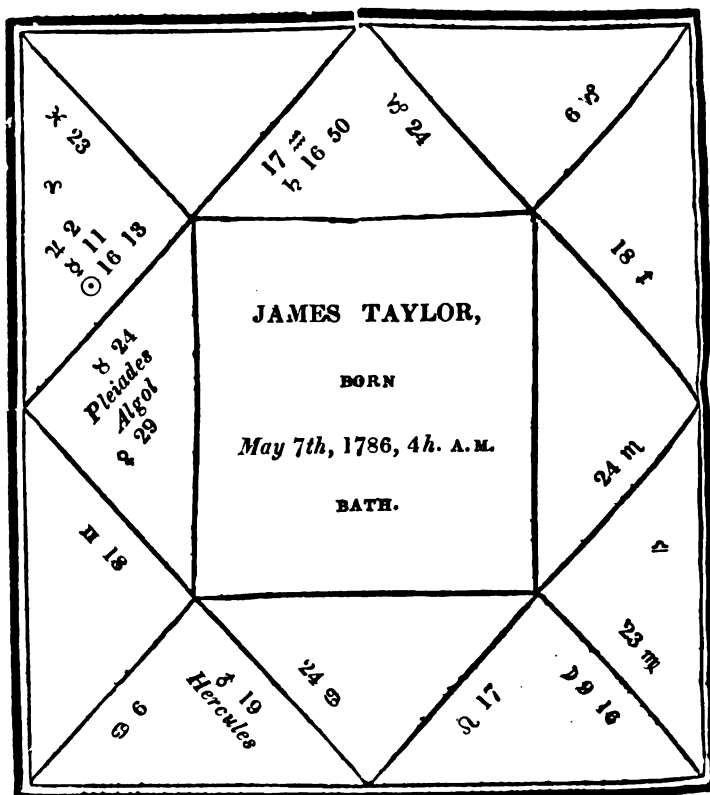 ♓ 23
♈
♃ 2
☿ 11
☉ 16 13
17 ♒
♄ 16 50
♑ 24
6 ♑
18 ♐
♉ 24
Pleiades
Algol
♀ 29
JAMES TAYLOR,
BORN
May 7th, 1786, 4h. A.M.
BATH.
24 ♏
♎
23 ♍
♊ 18
♋ 6
♂ 19
Hercules
24 ♋
♌ 17
☽ 9 16